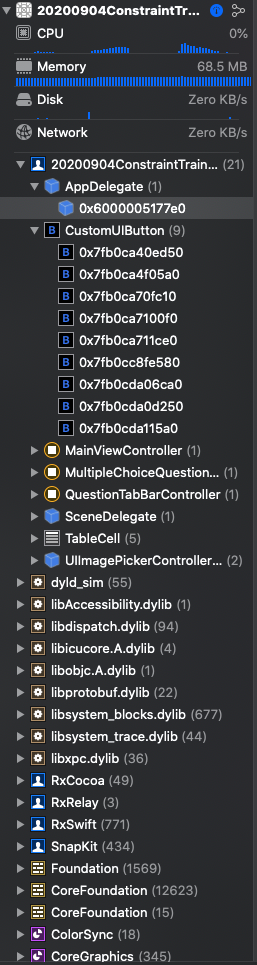 20200904ConstraintTra...
CPU 0%
Memory 68.5 MB
Disk Zero KB/s
Network Zero KB/s
20200904ConstraintTrain... (21)
AppDelegate (1)
0x6000005177e0
CustomUIButton (9)
0x7fb0ca40ed50
0x7fb0ca4f05a0
0x7fb0ca70fc10
0x7fb0ca7100f0
0x7fb0ca711ce0
0x7fb0cc8fe580
0x7fb0cda06ca0
0x7fb0cda0d250
0x7fb0cda115a0
MainViewController (1)
MultipleChoiceQuestion... (1)
QuestionTabBarController (1)
SceneDelegate (1)
TableCell (5)
UIImagePickerController... (2)
dyld_sim (55)
libAccessibility.dylib (1)
libdispatch.dylib (94)
libicucore.A.dylib (4)
libobjc.A.dylib (1)
libprotobuf.dylib (22)
libsystem_blocks.dylib (677)
libsystem_trace.dylib (44)
libxpc.dylib (36)
RxCocoa (49)
RxRelay (3)
RxSwift (771)
SnapKit (434)
Foundation (1569)
CoreFoundation (12623)
CoreFoundation (15)
ColorSync (18)
CoreGraphics (345)